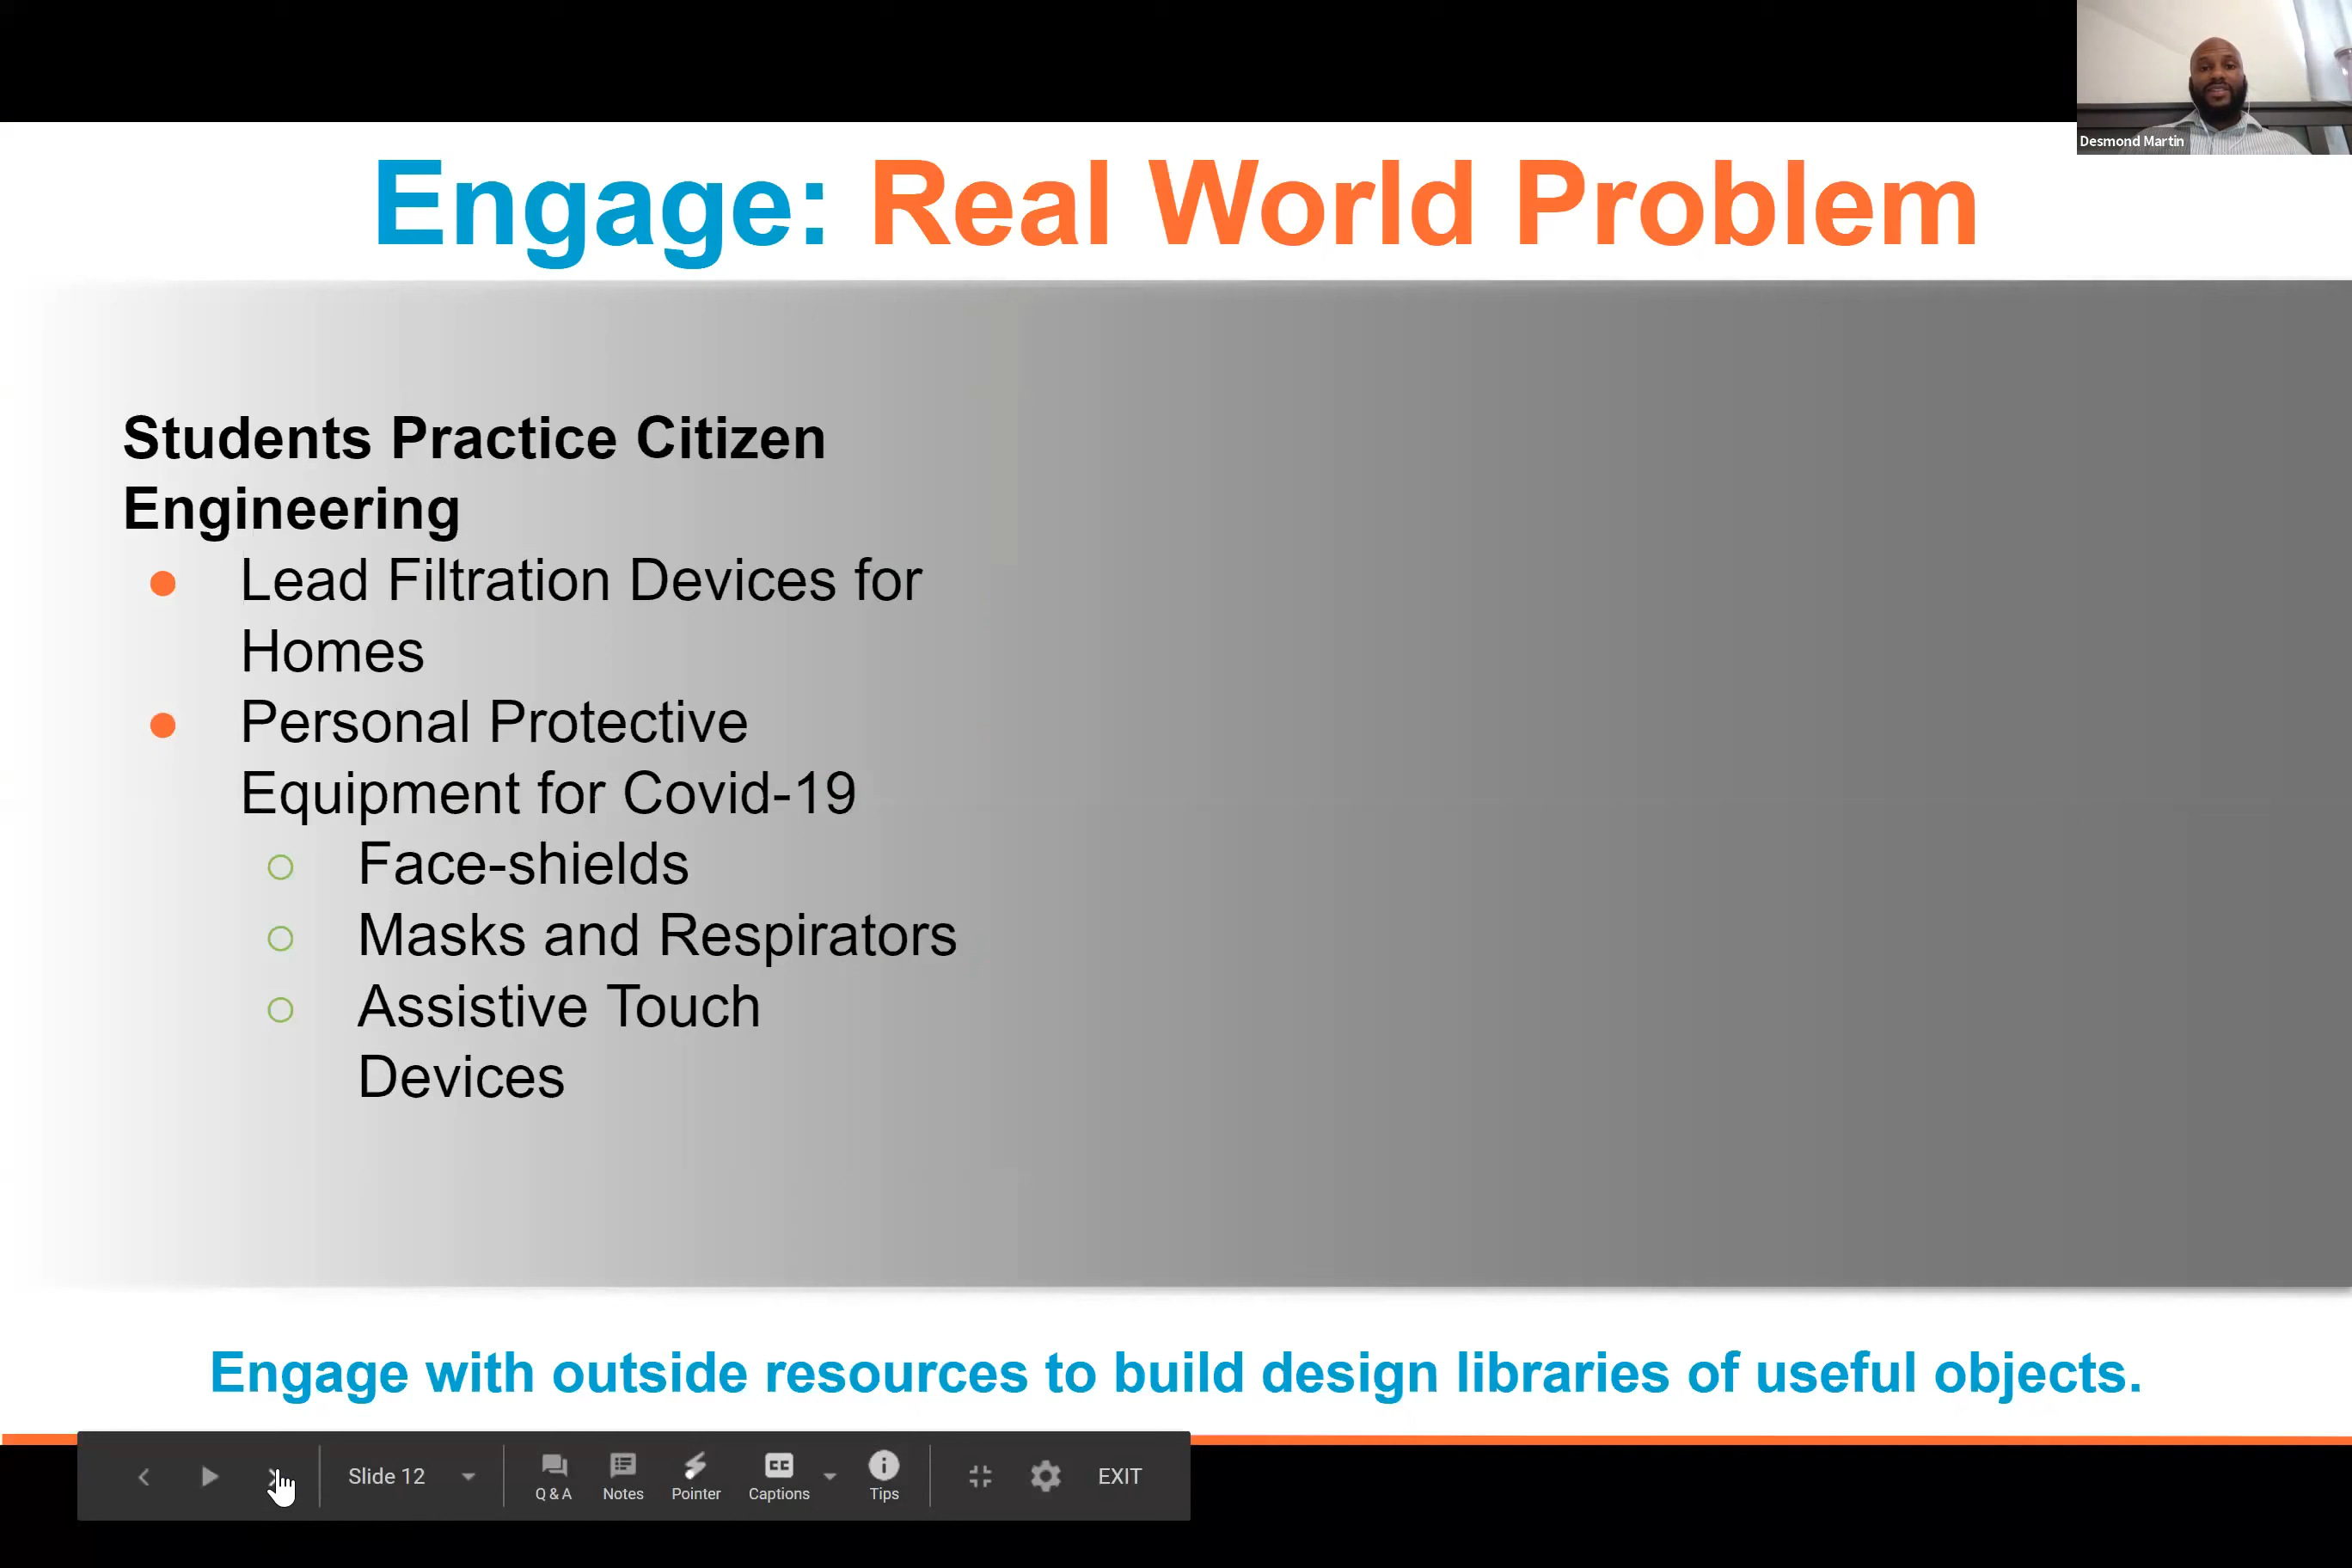 Desmond Martin
Engage: Real World Problem
Students Practice Citizen
Engineering
Lead Filtration Devices for
Homes
Personal Protective
Equipment for Covid-19
Face-shields
Masks and Respirators
Assistive Touch
Devices
Engage with outside resources to build design libraries of useful objects.
Slide 12
Q & A
Notes
Pointer
CC
Captions
Tips
EXIT